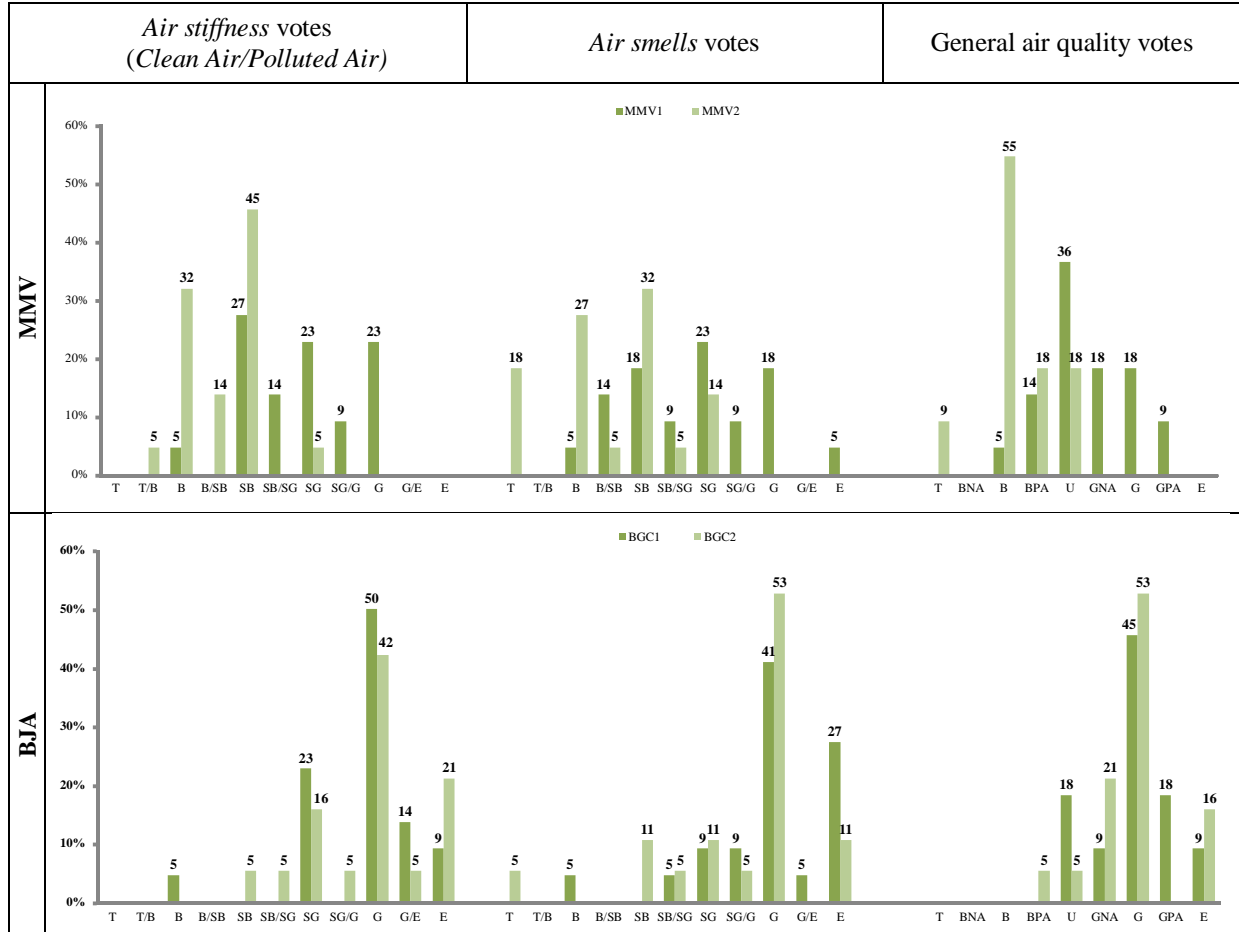 Air stiffness votes
(Clean Air/Polluted Air)
Air smells votes
General air quality votes
MMV
MMV1 MMV2
60%
50%
40%
30%
20%
10%
0%
5 5 32 14 27 45 14 23 5 9 23
18 5 27 14 5 18 32 9 5 23 14 9 18 5
9 5 55 14 18 36 18 18 18 9
T T/B B B/SB SB SB/SG SG SG/G G G/E E
T T/B B B/SB SB SB/SG SG SG/G G G/E E
T BNA B BPA U GNA G GPA E
BJA
BGC1 BGC2
60%
50%
40%
30%
20%
10%
0%
5 5 5 23 16 5 50 42 14 5 9 21
5 5 11 5 5 9 11 9 5 41 53 5 27 11
5 18 5 9 21 45 53 18 9 16
T T/B B B/SB SB SB/SG SG SG/G G G/E E
T T/B B B/SB SB SB/SG SG SG/G G G/E E
T BNA B BPA U GNA G GPA E